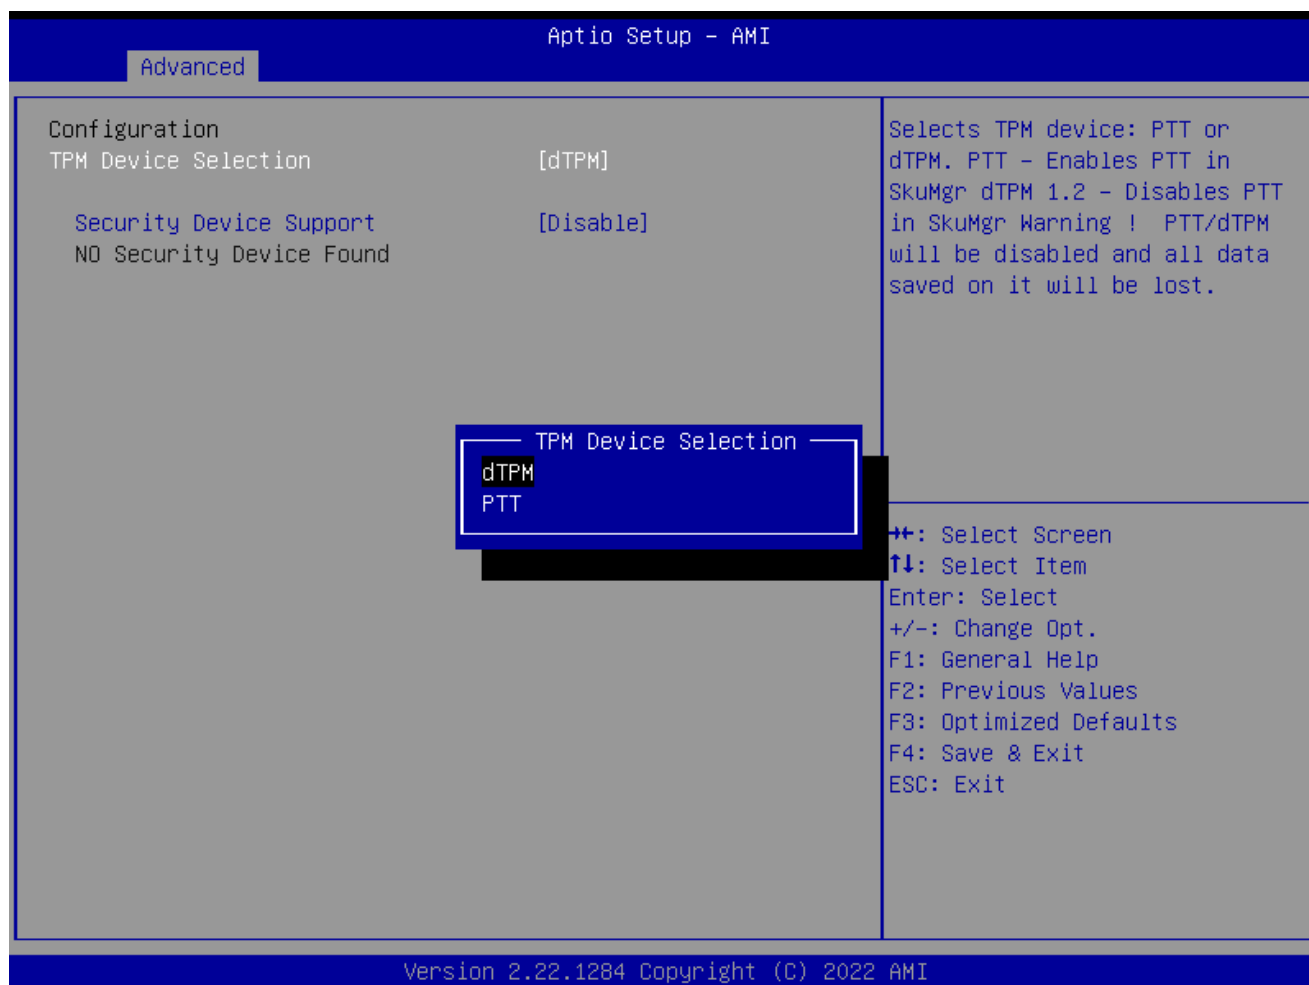 Aptio Setup – AMI
Advanced
Configuration
TPM Device Selection [dTPM]
Security Device Support [Disable]
NO Security Device Found
Selects TPM device: PTT or
dTPM. PTT – Enables PTT in
SkuMgr dTPM 1.2 – Disables PTT
in SkuMgr Warning ! PTT/dTPM
will be disabled and all data
saved on it will be lost.
TPM Device Selection
dTPM
PTT
→←: Select Screen
↑↓: Select Item
Enter: Select
+/-: Change Opt.
F1: General Help
F2: Previous Values
F3: Optimized Defaults
F4: Save & Exit
ESC: Exit
Version 2.22.1284 Copyright (C) 2022 AMI